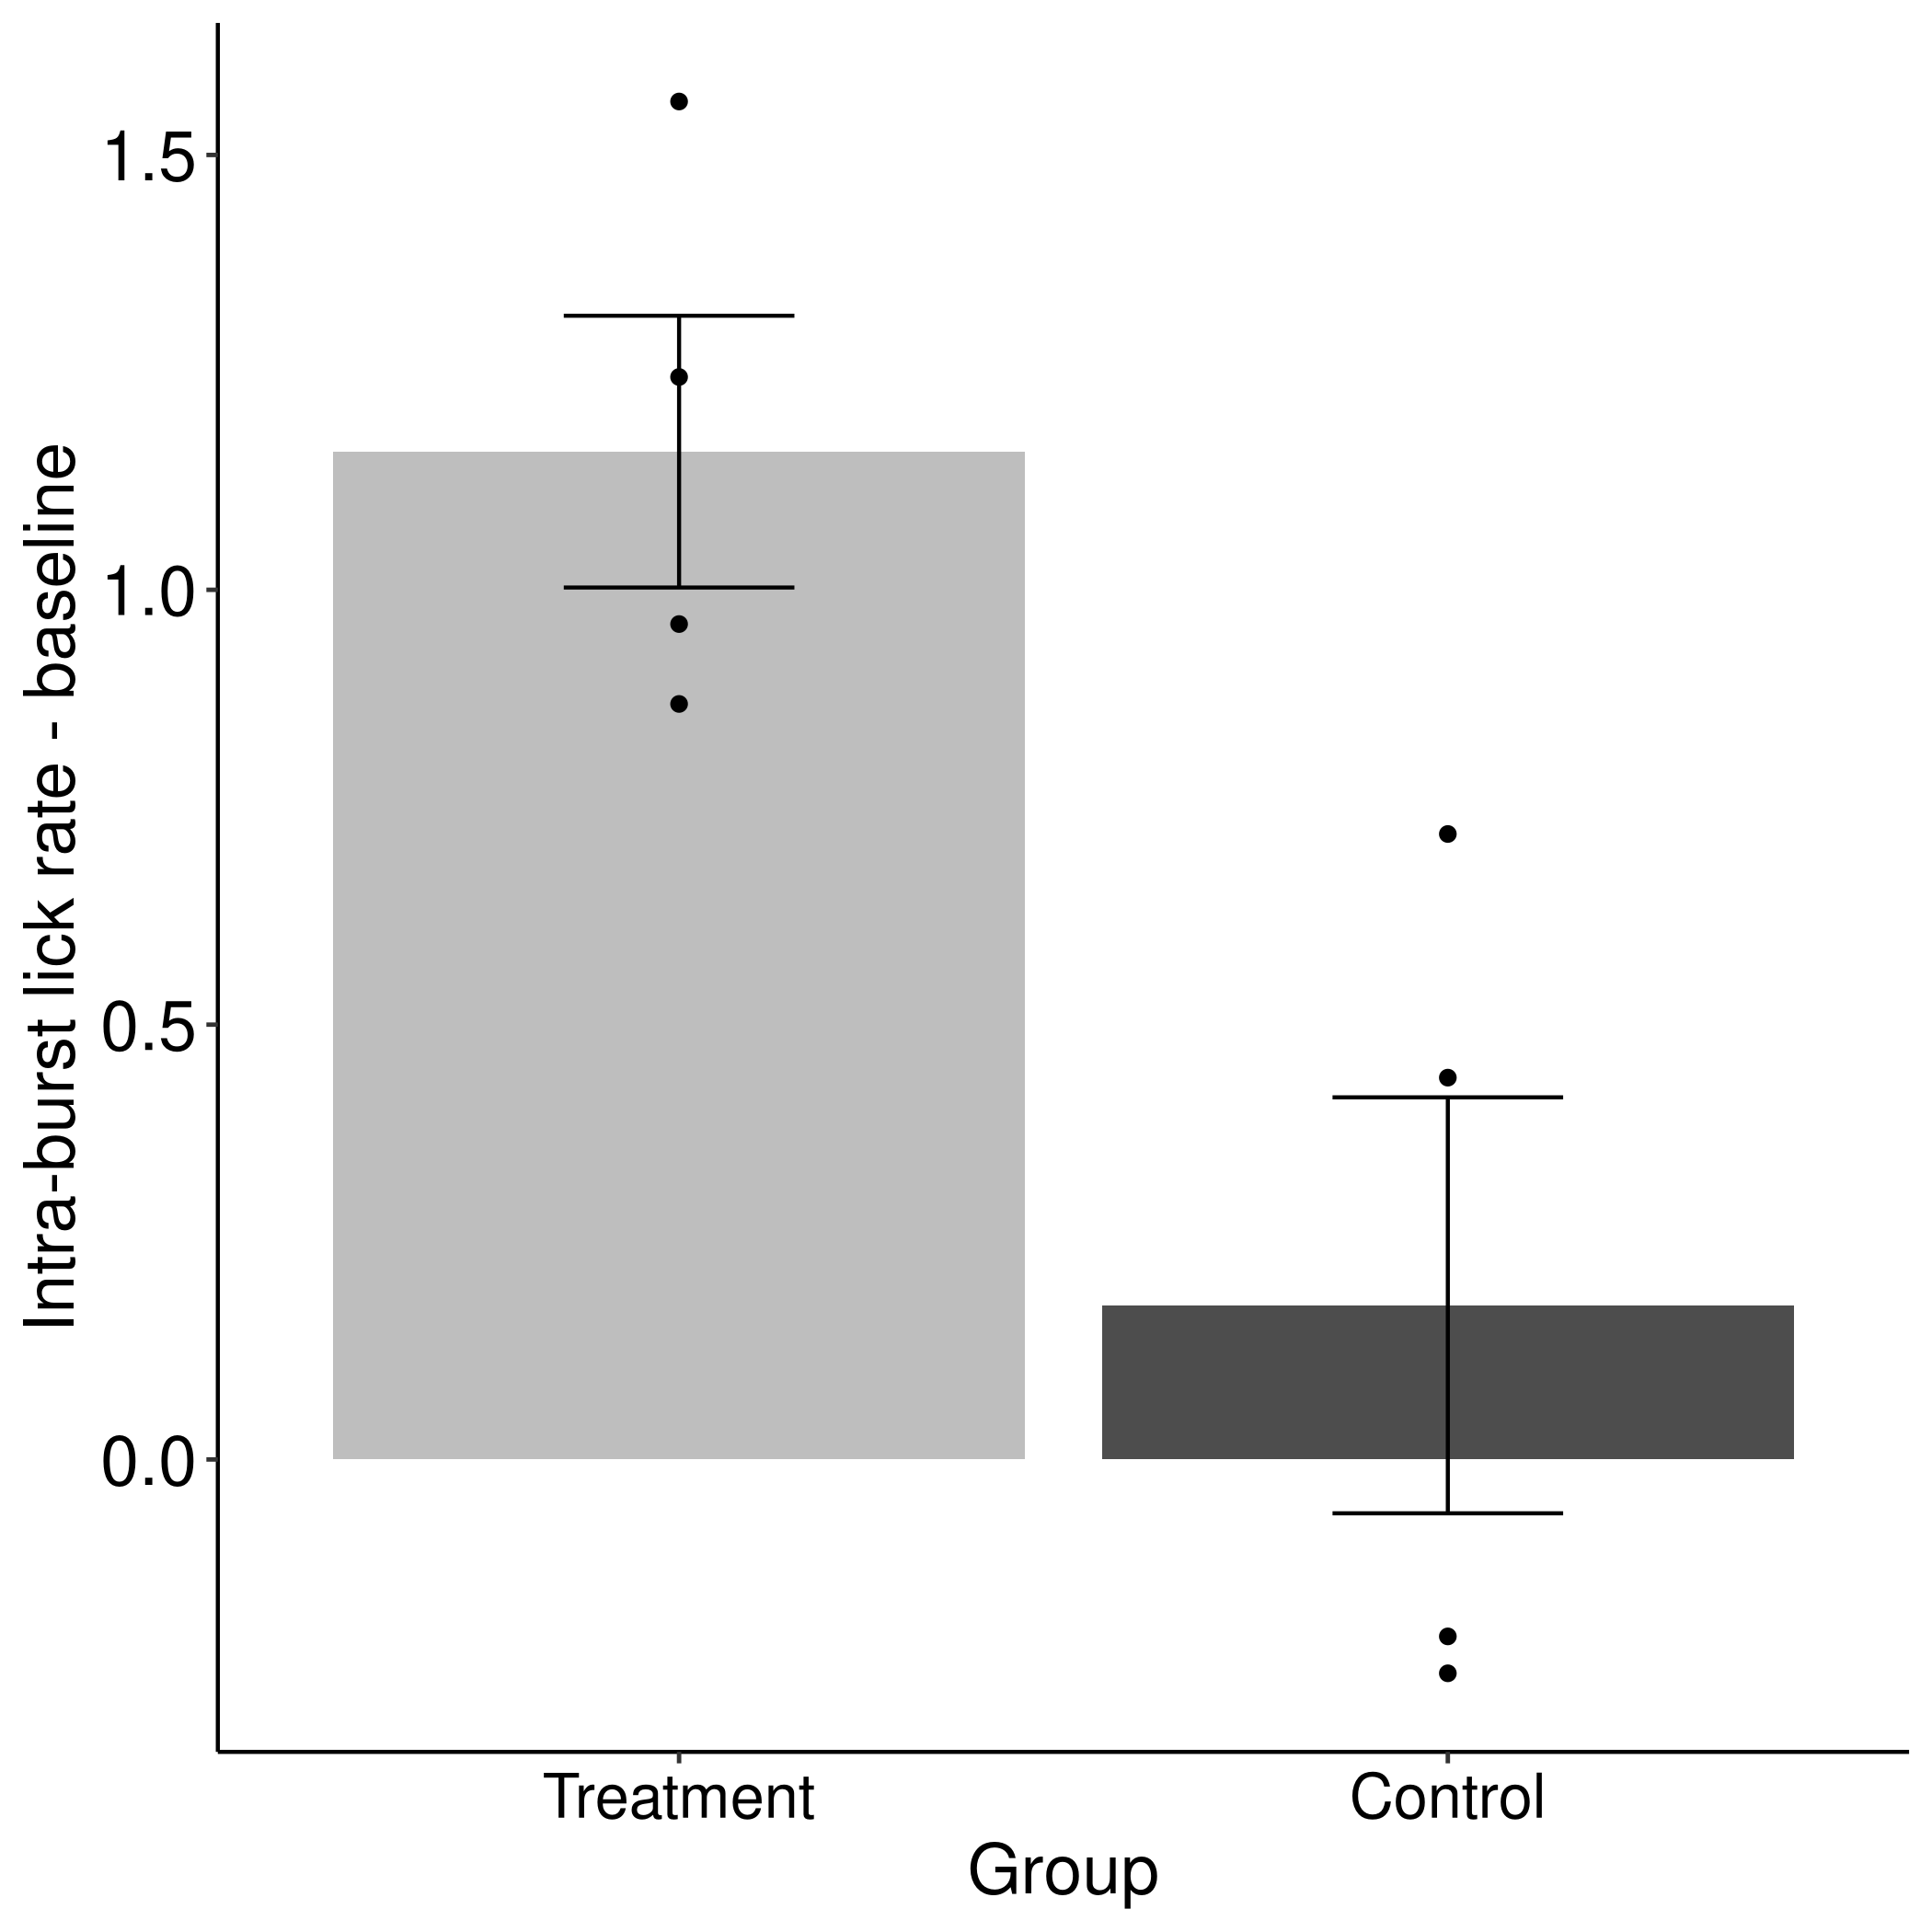 Intra-burst lick rate - baseline
1.5
1.0
0.5
0.0
Treatment
Control
Group